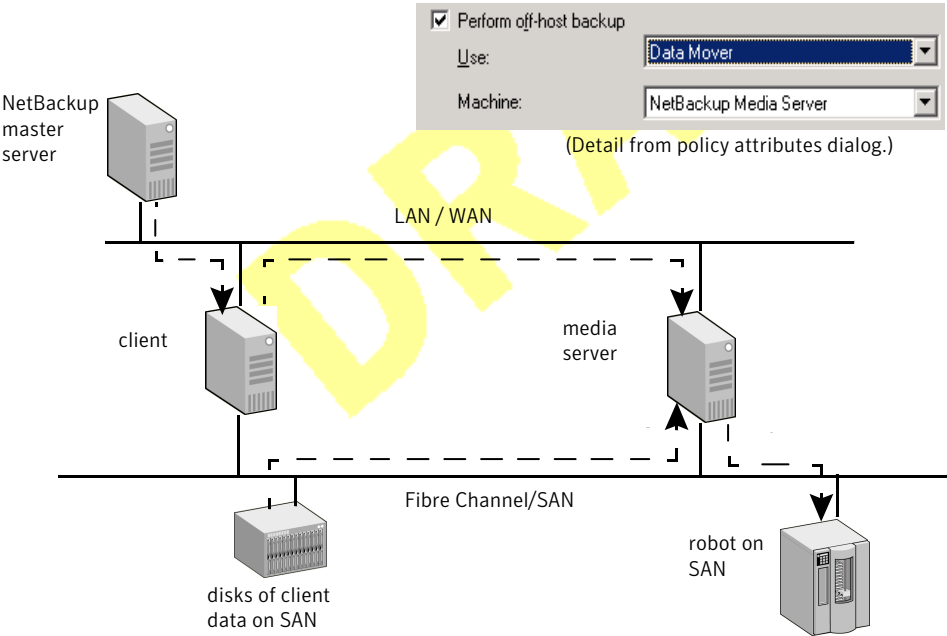 Perform off-host backup
Use:
Data Mover
Machine:
NetBackup Media Server
(Detail from policy attributes dialog.)
NetBackup
master
server
LAN / WAN
client
media
server
Fibre Channel/SAN
disks of client
data on SAN
robot on
SAN
DRA